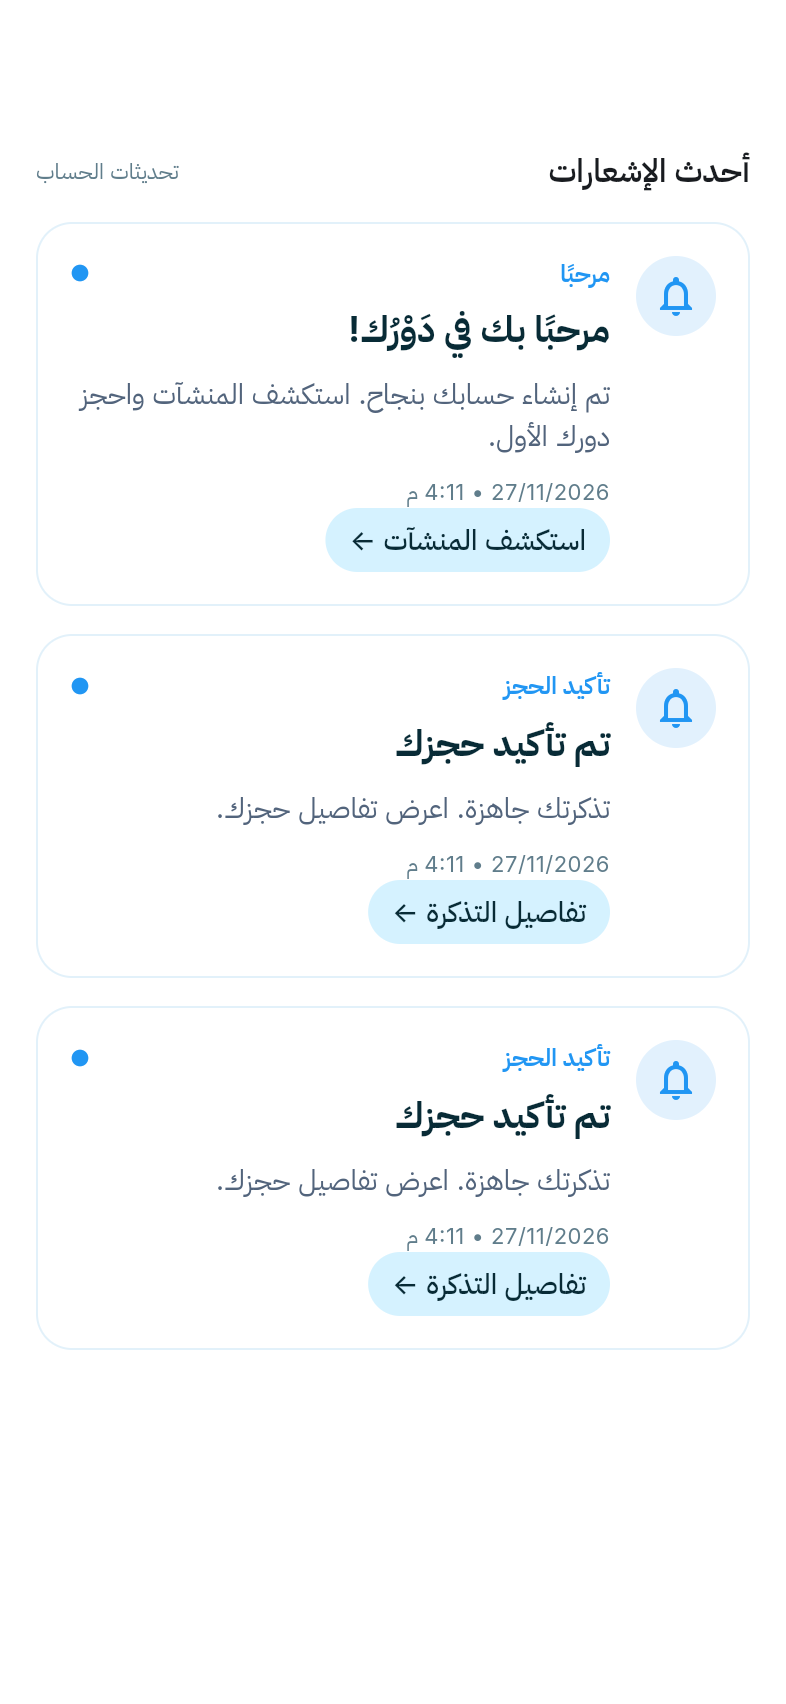 أحدث الإشعارات
تحديثات الحساب
مرحبًا
مرحبًا بك في دَوْرُك!
تم إنشاء حسابك بنجاح. استكشف المنشآت واحجز
دورك الأول.
27/11/2026 • 4:11 م
استكشف المنشآت ←
تأكيد الحجز
تم تأكيد حجزك
تذكرتك جاهزة. اعرض تفاصيل حجزك.
27/11/2026 • 4:11 م
تفاصيل التذكرة ←
تأكيد الحجز
تم تأكيد حجزك
تذكرتك جاهزة. اعرض تفاصيل حجزك.
27/11/2026 • 4:11 م
تفاصيل التذكرة ←